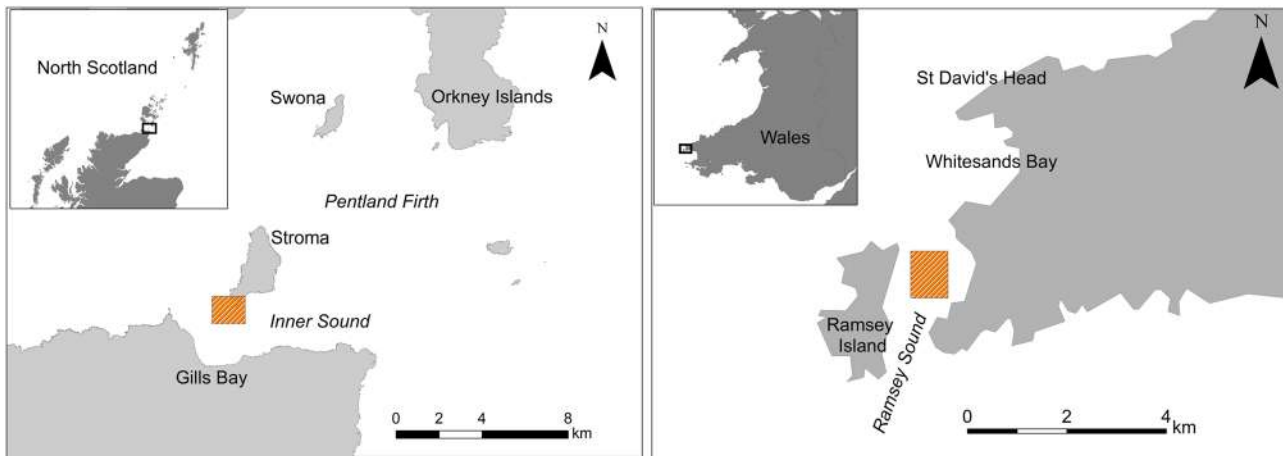 North Scotland
N
Swona
Orkney Islands
Pentland Firth
Stroma
Inner Sound
Gills Bay
0 2 4 8
km
N
St David's Head
Wales
Whitesands Bay
Ramsey
Island
Ramsey Sound
0 2 4
km